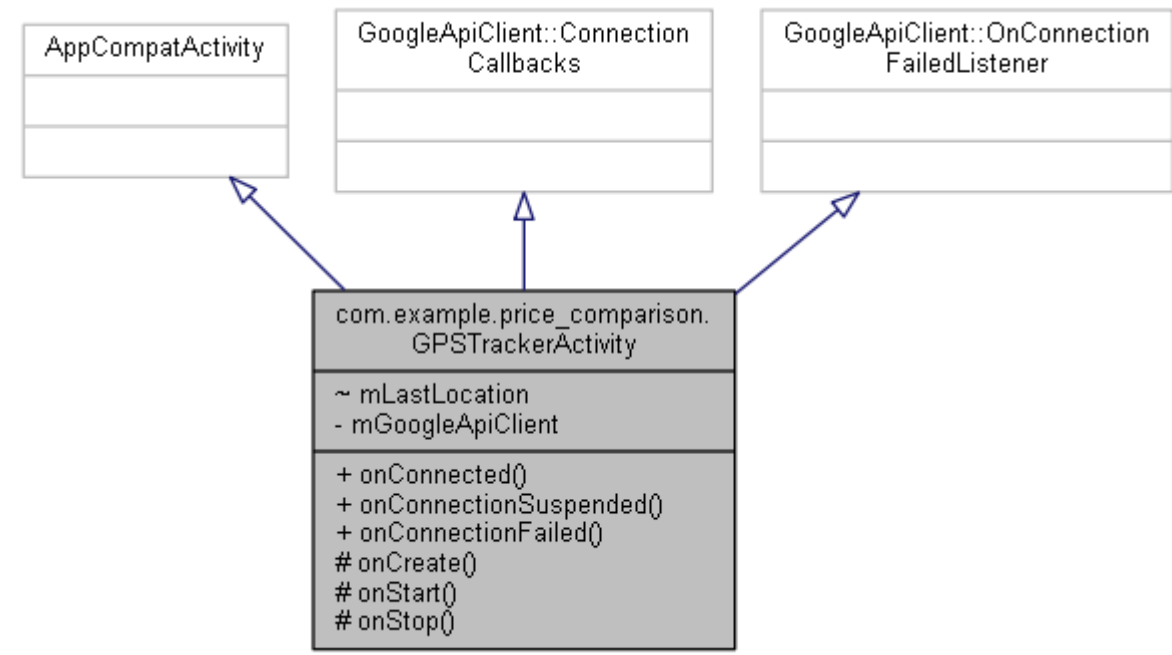 AppCompatActivity
GoogleApiClient::Connection
Callbacks
GoogleApiClient::OnConnection
FailedListener
com.example.price_comparison.
GPSTrackerActivity
~ mLastLocation
- mGoogleApiClient
+ onConnected()
+ onConnectionSuspended()
+ onConnectionFailed()
# onCreate()
# onStart()
# onStop()